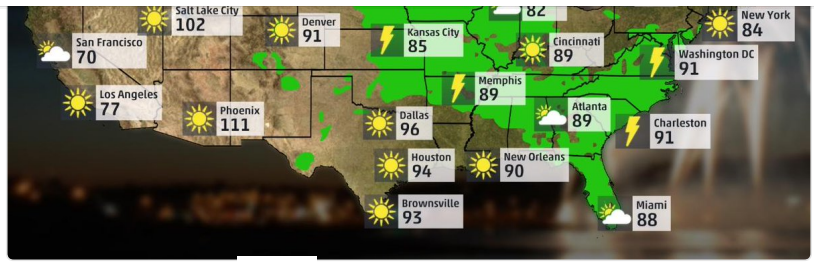 Salt Lake City
102
Denver
91
Kansas City
85
82
Cincinnati
89
New York
84
San Francisco
70
Washington DC
91
Los Angeles
77
Phoenix
111
Memphis
89
Dallas
96
Atlanta
89
Charleston
91
Houston
94
New Orleans
90
Brownsville
93
Miami
88